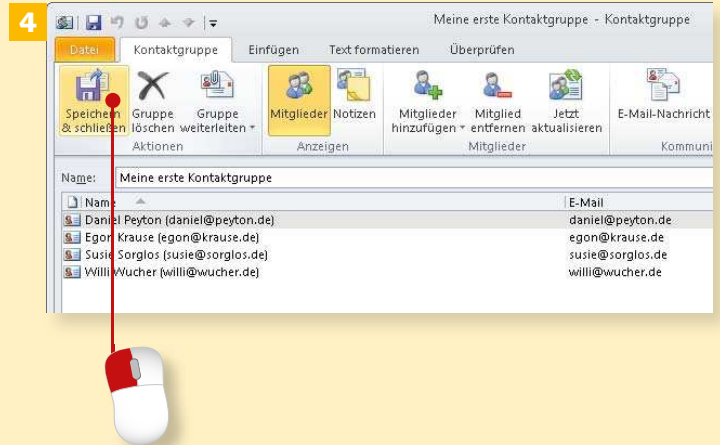 4
Meine erste Kontaktgruppe - Kontaktgruppe
Datei Kontaktgruppe Einfügen Text formatieren Überprüfen
Speichern & schließen
Gruppe löschen
Gruppe weiterleiten
Mitglieder
Notizen
Mitglieder hinzufügen
Mitglied entfernen
Jetzt aktualisieren
E-Mail-Nachricht
Aktionen Anzeigen Mitglieder Kommuni
Name: Meine erste Kontaktgruppe
Name E-Mail
Daniel Peyton (daniel@peyton.de) daniel@peyton.de
Egon Krause (egon@krause.de) egon@krause.de
Susie Sorglos (susie@sorglos.de) susie@sorglos.de
Willi Wucher (willi@wucher.de) willi@wucher.de